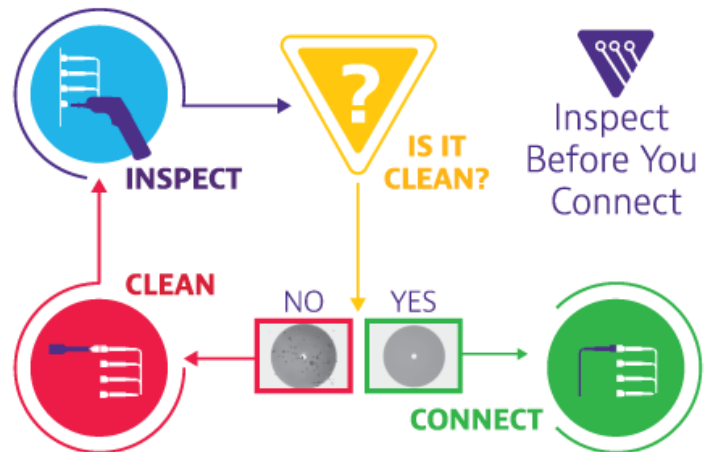 INSPECT
?
IS IT
CLEAN?
Inspect
Before You
Connect
CLEAN
NO
YES
CONNECT